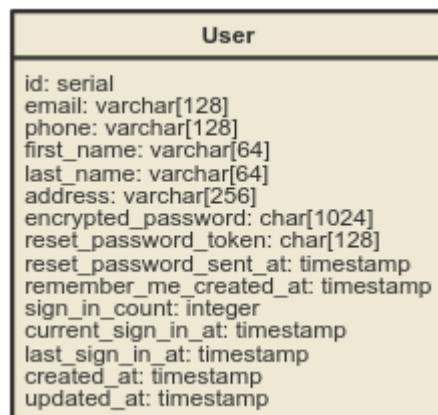 User
id: serial
email: varchar[128]
phone: varchar[128]
first_name: varchar[64]
last_name: varchar[64]
address: varchar[256]
encrypted_password: char[1024]
reset_password_token: char[128]
reset_password_sent_at: timestamp
remember_me_created_at: timestamp
sign_in_count: integer
current_sign_in_at: timestamp
last_sign_in_at: timestamp
created_at: timestamp
updated_at: timestamp